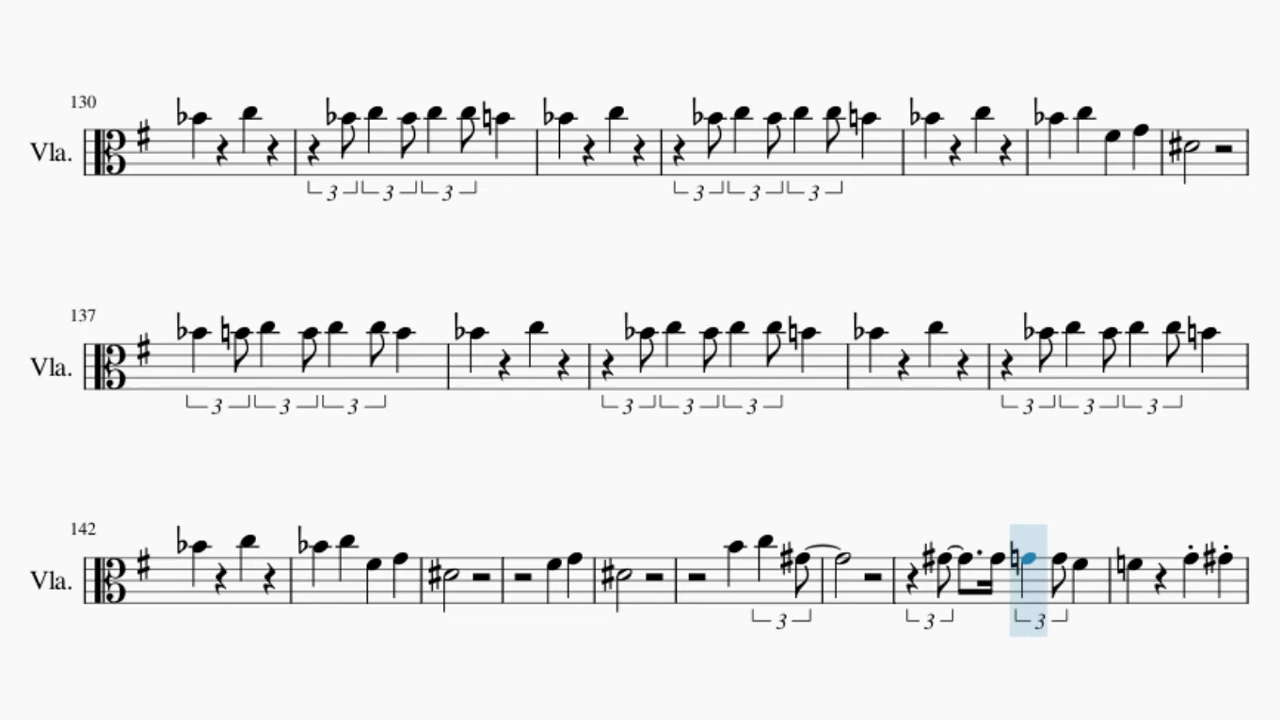 130
Vla.
3 3 3 3 3 3
137
Vla.
3 3 3 3 3 3 3 3 3
142
Vla.
3 3 3